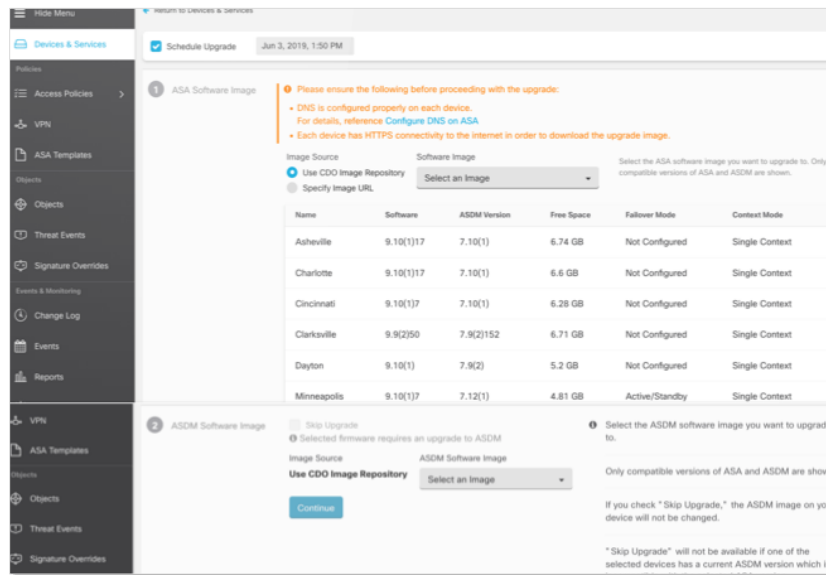 Hide Menu
Return to Devices & Services
Devices & Services
Schedule Upgrade
Jun 3, 2019, 1:50 PM
Policies
Access Policies
VPN
ASA Templates
Objects
Objects
Threat Events
Signature Overrides
Events & Monitoring
Change Log
Events
Reports
1
ASA Software Image
Please ensure the following before proceeding with the upgrade:
• DNS is configured properly on each device.
For details, reference Configure DNS on ASA
• Each device has HTTPS connectivity to the internet in order to download the upgrade image.
Image Source
Software Image
Use CDO Image Repository
Specify Image URL
Select an Image
Select the ASA software image you want to upgrade to. Only
compatible versions of ASA and ASDM are shown.
Name Software ASDM Version Free Space Failover Mode Context Mode
Asheville 9.10(1)17 7.10(1) 6.74 GB Not Configured Single Context
Charlotte 9.10(1)17 7.10(1) 6.6 GB Not Configured Single Context
Cincinnati 9.10(1)7 7.10(1) 6.28 GB Not Configured Single Context
Clarksville 9.9(2)50 7.9(2)152 6.71 GB Not Configured Single Context
Dayton 9.10(1) 7.9(2) 5.2 GB Not Configured Single Context
Minneapolis 9.10(1)7 7.12(1) 4.81 GB Active/Standby Single Context
VPN
ASA Templates
Objects
Objects
Threat Events
Signature Overrides
2
ASDM Software Image
Skip Upgrade
Selected firmware requires an upgrade to ASDM
Image Source
ASDM Software Image
Use CDO Image Repository
Select an Image
Continue
Select the ASDM software image you want to upgrad
to.
Only compatible versions of ASA and ASDM are show
If you check "Skip Upgrade," the ASDM image on yo
device will not be changed.
"Skip Upgrade" will not be available if one of the
selected devices has a current ASDM version which i